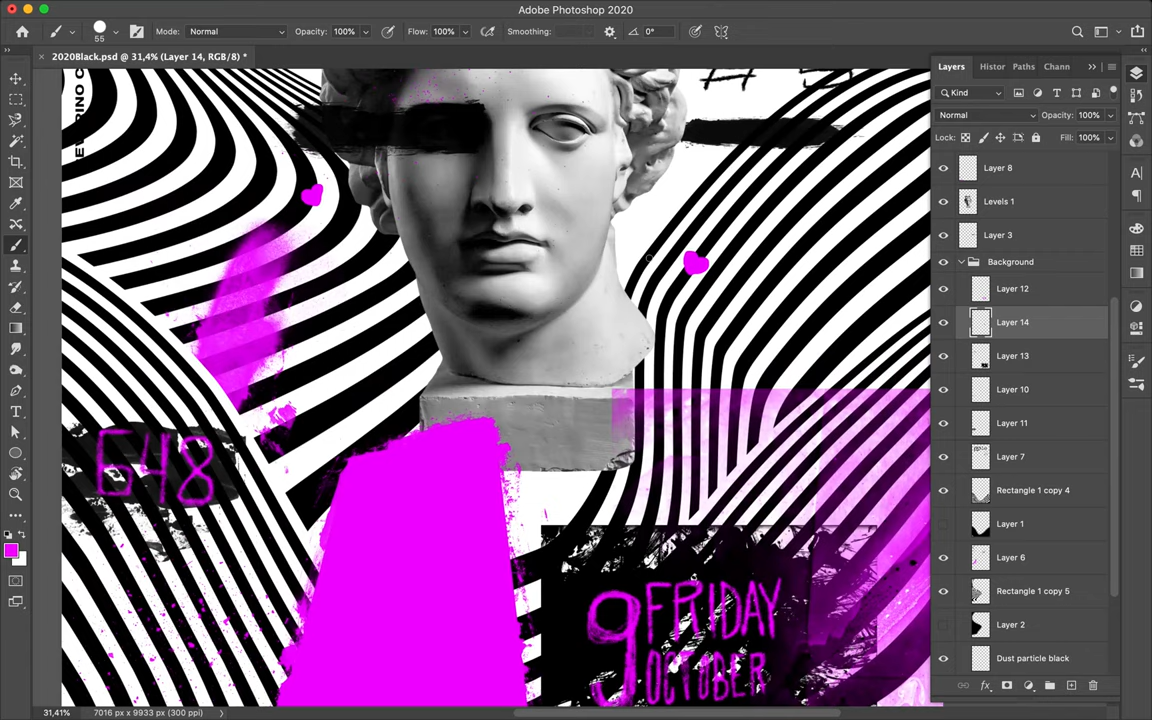 Adobe Photoshop 2020
55
Mode: Normal
Opacity: 100%
Flow: 100%
Smoothing:
0°
2020Black.psd @ 31,4% (Layer 14, RGB/8) *
Layers
Histor
Paths
Chann
Kind
Normal
Opacity: 100%
Lock:
Fill: 100%
Layer 8
Levels 1
Layer 3
Background
Layer 12
Layer 14
Layer 13
Layer 10
Layer 11
Layer 7
Rectangle 1 copy 4
Layer 1
Layer 6
Rectangle 1 copy 5
Layer 2
Dust particle black
648
9 FRIDAY
OCTOBER
31,41%
7016 px x 9933 px (300 ppi)